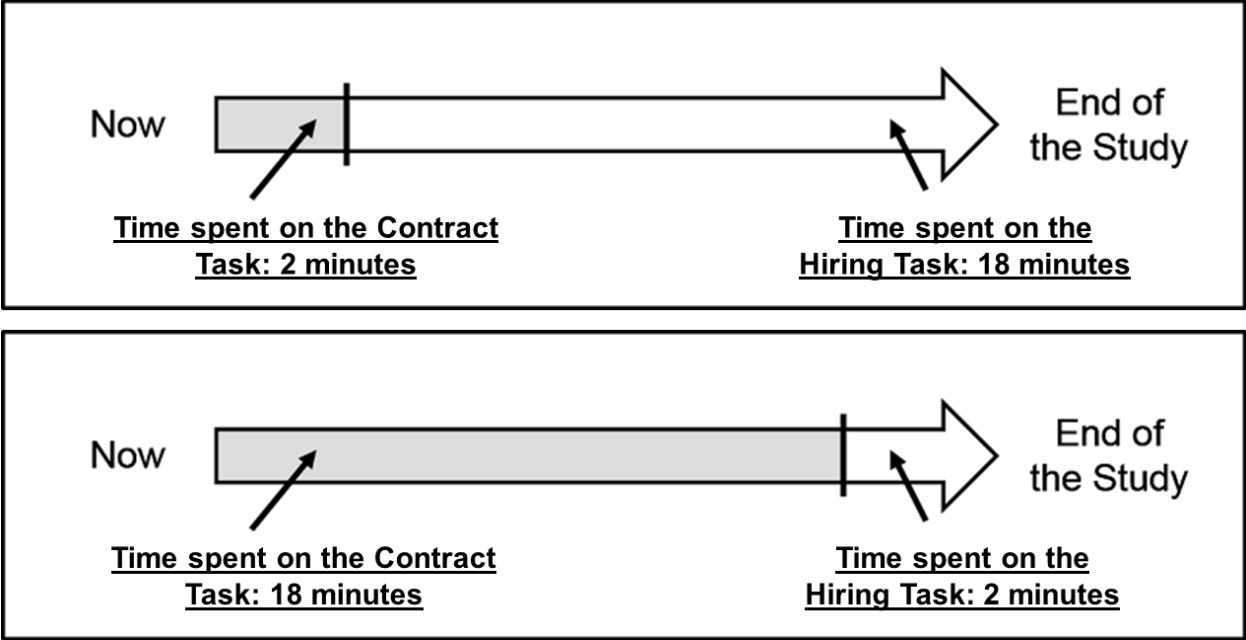 Now
End of
the Study
Time spent on the Contract
Task: 2 minutes
Time spent on the
Hiring Task: 18 minutes
Now
End of
the Study
Time spent on the Contract
Task: 18 minutes
Time spent on the
Hiring Task: 2 minutes